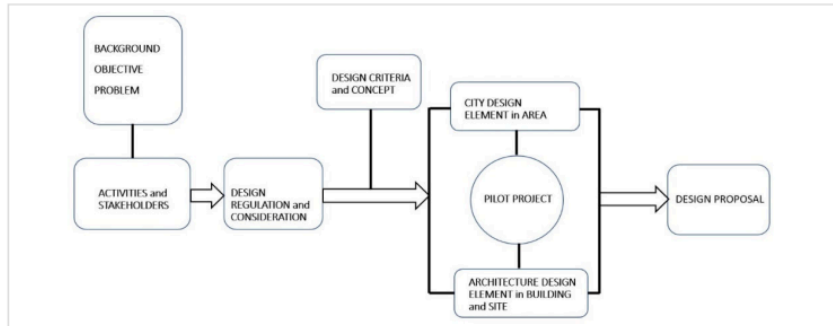 BACKGROUND
OBJECTIVE
PROBLEM
DESIGN CRITERIA
and CONCEPT
CITY DESIGN
ELEMENT in AREA
ACTIVITIES and
STAKEHOLDERS
DESIGN
REGULATION and
CONSIDERATION
PILOT PROJECT
DESIGN PROPOSAL
ARCHITECTURE DESIGN
ELEMENT in BUILDING
and SITE